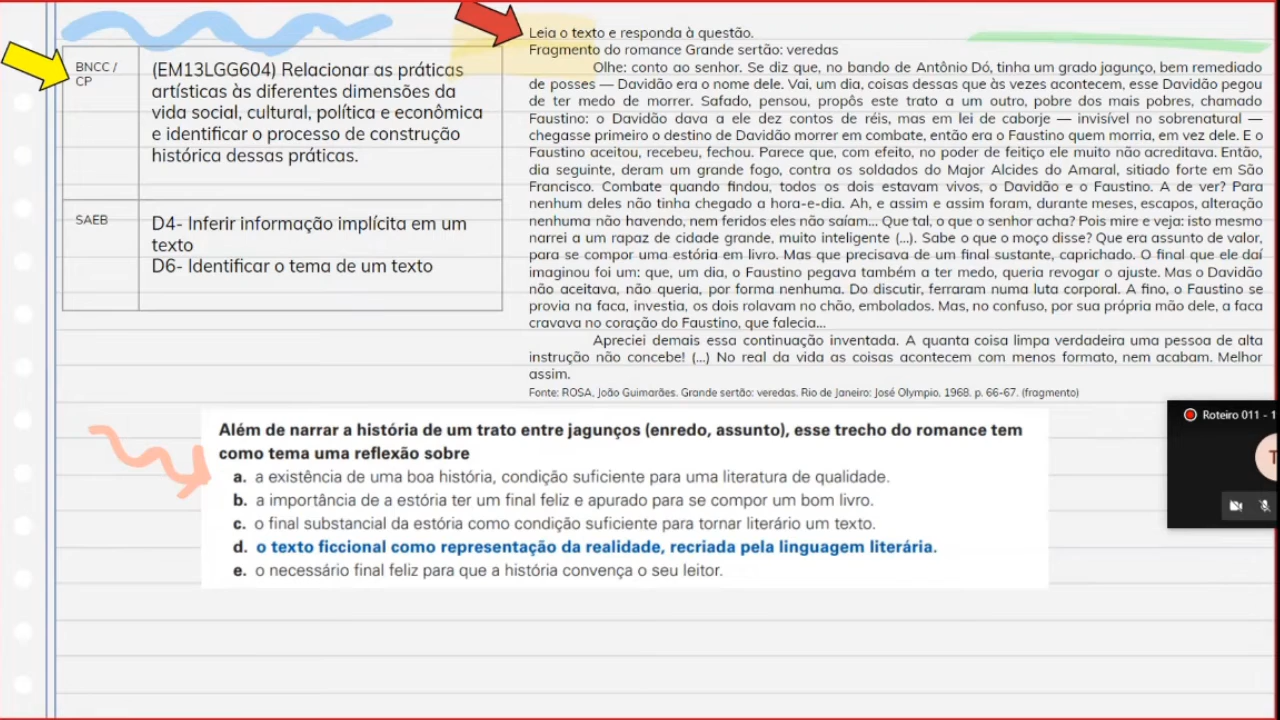 BNCC /
CP
(EM13LGG604) Relacionar as práticas
artísticas às diferentes dimensões da
vida social, cultural, política e econômica
e identificar o processo de construção
histórica dessas práticas.
SAEB
D4- Inferir informação implícita em um
texto
D6- Identificar o tema de um texto
Leia o texto e responda à questão.
Fragmento do romance Grande sertão: veredas
Olhe: conto ao senhor. Se diz que, no bando de Antônio Dó, tinha um grado jagunço, bem remediado
de posses — Davidão era o nome dele. Vai, um dia, coisas dessas que às vezes acontecem, esse Davidão pegou
de ter medo de morrer. Safado, pensou, propôs este trato a um outro, pobre dos mais pobres, chamado
Faustino: o Davidão dava a ele dez contos de réis, mas em lei de caborje — invisível no sobrenatural —
chegasse primeiro o destino de Davidão morrer em combate, então era o Faustino quem morria, em vez dele. E o
Faustino aceitou, recebeu, fechou. Parece que, com efeito, no poder de feitiço ele muito não acreditava. Então,
dia seguinte, deram um grande fogo, contra os soldados do Major Alcides do Amaral, sitiado forte em São
Francisco. Combate quando findou, todos os dois estavam vivos, o Davidão e o Faustino. A de ver? Para
nenhum deles não tinha chegado a hora-e-dia. Ah, e assim e assim foram, durante meses, escapos, alteração
nenhuma não havendo, nem feridos eles não saíam... Que tal, o que o senhor acha? Pois mire e veja: isto mesmo
narrei a um rapaz de cidade grande, muito inteligente (...). Sabe o que o moço disse? Que era assunto de valor,
para se compor uma estória em livro. Mas que precisava de um final sustante, caprichado. O final que ele daí
imaginou foi um: que, um dia, o Faustino pegava também a ter medo, queria revogar o ajuste. Mas o Davidão
não aceitava, não queria, por forma nenhuma. Do discutir, ferraram numa luta corporal. A fino, o Faustino se
provia na faca, investia, os dois rolavam no chão, embolados. Mas, no confuso, por sua própria mão dele, a faca
cravava no coração do Faustino, que falecia...
Apreciei demais essa continuação inventada. A quanta coisa limpa verdadeira uma pessoa de alta
instrução não concebe! (...) No real da vida as coisas acontecem com menos formato, nem acabam. Melhor
assim.
Fonte: ROSA, João Guimarães. Grande sertão: veredas. Rio de Janeiro: José Olympio, 1968. p. 66-67. (fragmento)
Além de narrar a história de um trato entre jagunços (enredo, assunto), esse trecho do romance tem
como tema uma reflexão sobre
a. a existência de uma boa história, condição suficiente para uma literatura de qualidade.
b. a importância de a estória ter um final feliz e apurado para se compor um bom livro.
c. o final substancial da estória como condição suficiente para tornar literário um texto.
d. o texto ficcional como representação da realidade, recriada pela linguagem literária.
e. o necessário final feliz para que a história convença o seu leitor.
Roteiro 011 - 1
T